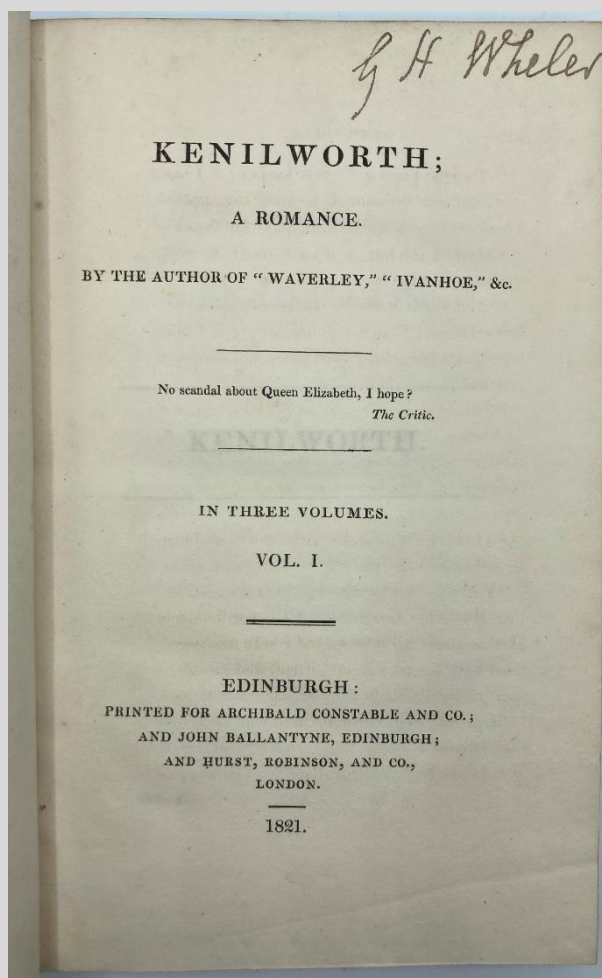 G H Wheler
KENILWORTH;
A ROMANCE.
BY THE AUTHOR OF “ WAVERLEY,” “ IVANHOE,” &c.
No scandal about Queen Elizabeth, I hope?
The Critic.
KENILWORTH.
IN THREE VOLUMES.
VOL. I.
EDINBURGH:
PRINTED FOR ARCHIBALD CONSTABLE AND CO.;
AND JOHN BALLANTYNE, EDINBURGH;
AND HURST, ROBINSON, AND CO.,
LONDON.
1821.